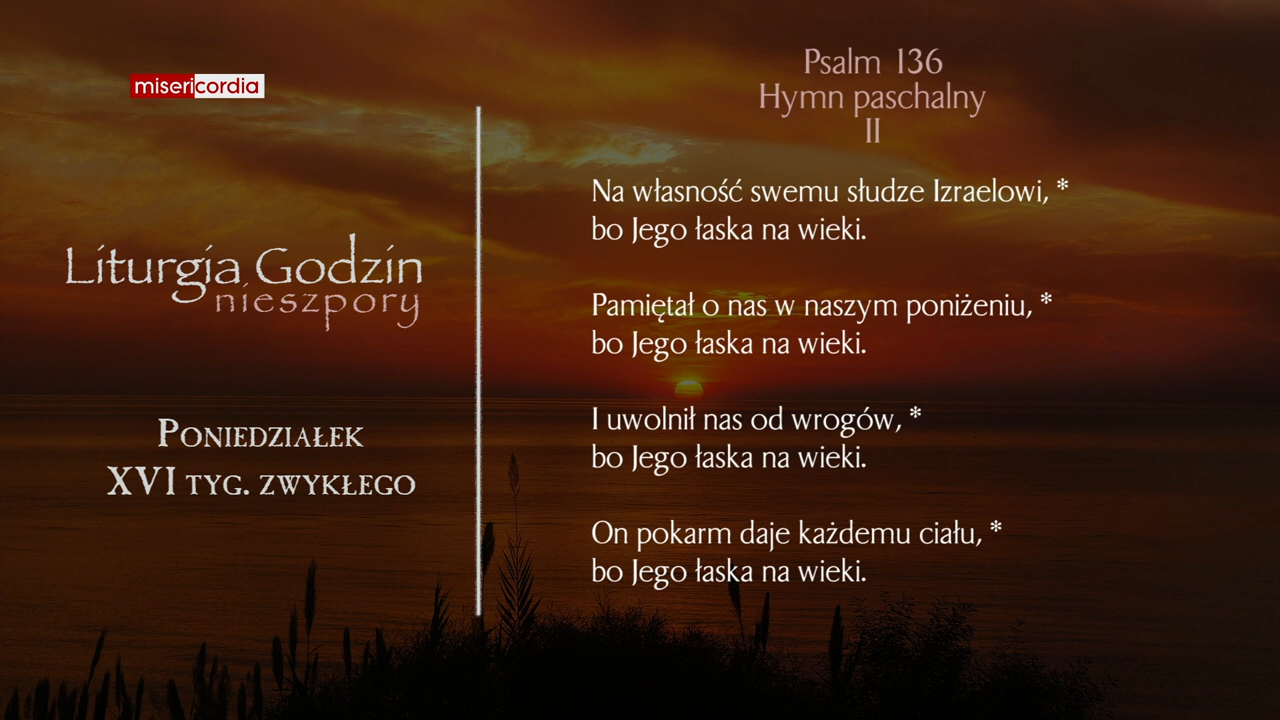 misericordia
Liturgia Godzin
nieszpory
Poniedziałek
XVI tyg. zwykłego
Psalm 136
Hymn paschalny
II
Na własność swemu słudze Izraelowi, *
bo Jego łaska na wieki.
Pamiętał o nas w naszym poniżeniu, *
bo Jego łaska na wieki.
I uwolnił nas od wrogów, *
bo Jego łaska na wieki.
On pokarm daje każdemu ciału, *
bo Jego łaska na wieki.